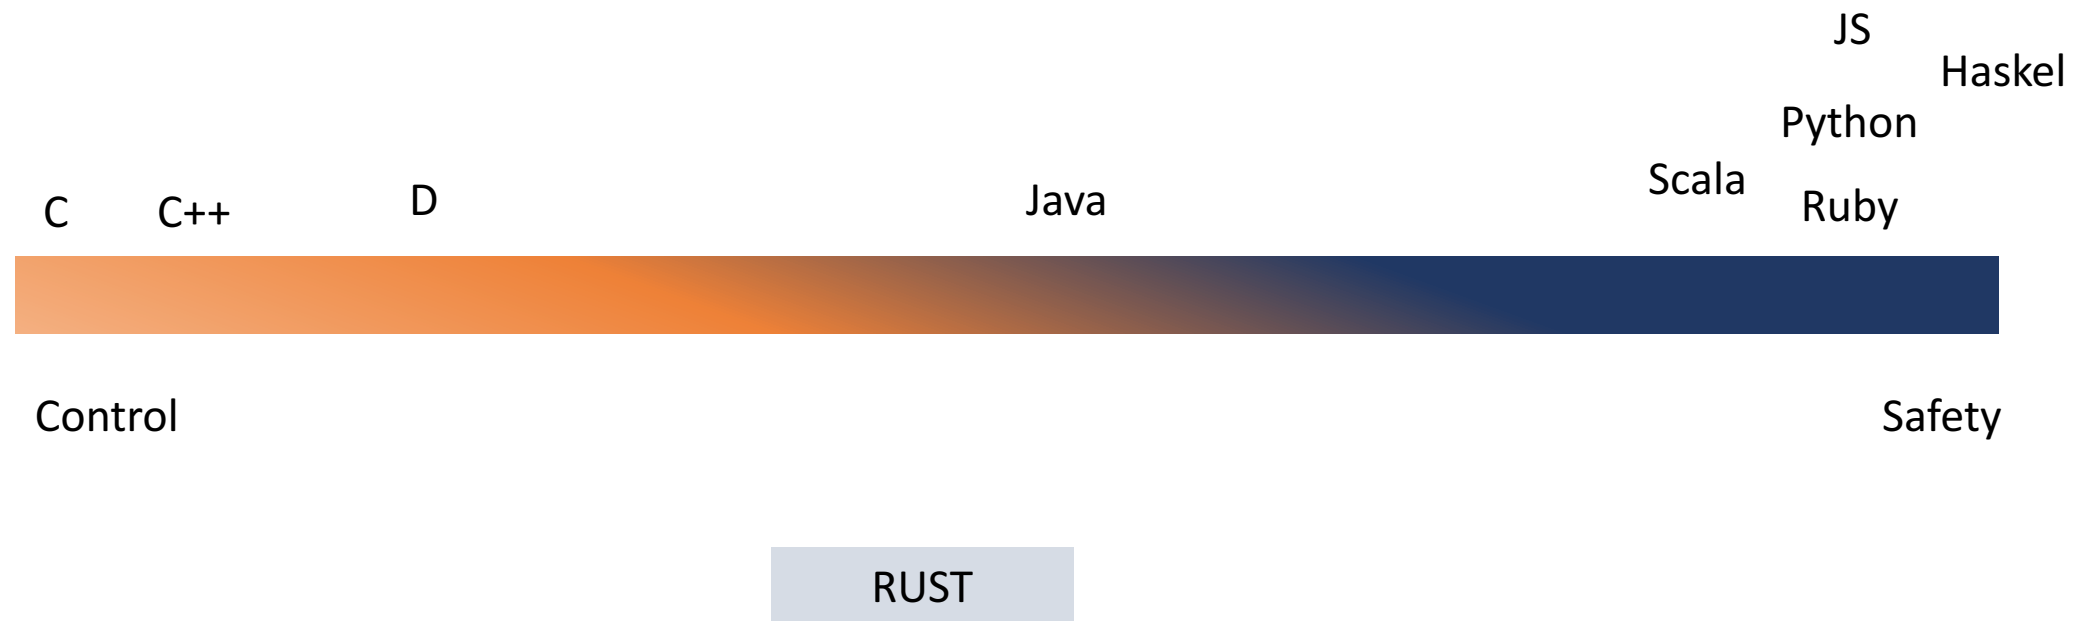 JS
Haskel
Python
Scala
Ruby
C C++ D Java
Control Safety
RUST